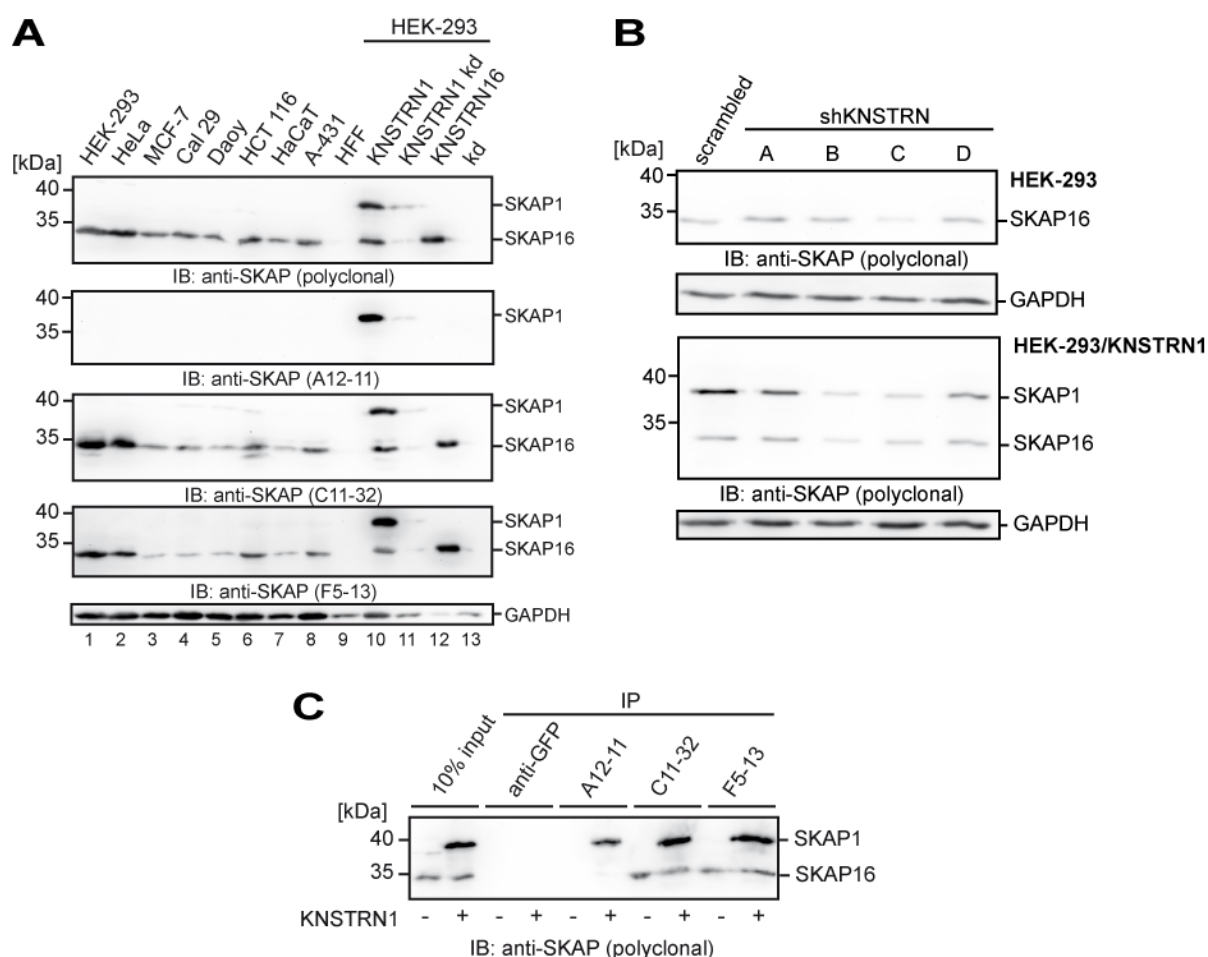 A
HEK-293
HEK-293
HeLa
MCF-7
Cal 29
Daoy
HCT 116
HaCaT
A-431
HFF
KNSTRN1
KNSTRN1 kd
KNSTRN16
kd
[kDa]
40
35
SKAP1
SKAP16
IB: anti-SKAP (polyclonal)
40
35
SKAP1
IB: anti-SKAP (A12-11)
40
35
SKAP1
SKAP16
IB: anti-SKAP (C11-32)
40
35
SKAP1
SKAP16
IB: anti-SKAP (F5-13)
GAPDH
1 2 3 4 5 6 7 8 9 10 11 12 13
B
scrambled
shKNSTRN
A B C D
[kDa]
40
35
HEK-293
SKAP16
IB: anti-SKAP (polyclonal)
GAPDH
HEK-293/KNSTRN1
40
35
SKAP1
SKAP16
IB: anti-SKAP (polyclonal)
GAPDH
C
IP
10% input
anti-GFP
A12-11
C11-32
F5-13
[kDa]
40
35
SKAP1
SKAP16
KNSTRN1 - + - + - + - + - +
IB: anti-SKAP (polyclonal)